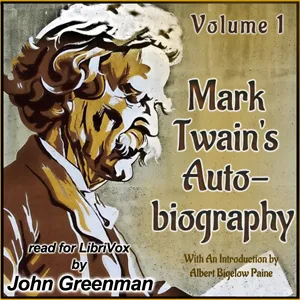 Volume 1
Mark
Twain's
Auto-
biography
read for LibriVox
by
John Greenman
With An Introduction by
Albert Bigelow Paine